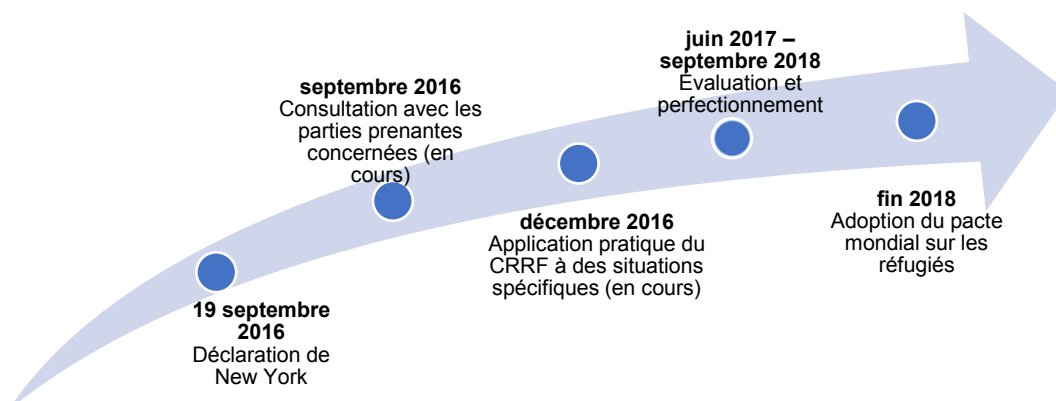 19 septembre
2016
Déclaration de
New York
septembre 2016
Consultation avec les
parties prenantes
concernées (en
cours)
décembre 2016
Application pratique du
CRRF à des situations
spécifiques (en cours)
juin 2017 –
septembre 2018
Évaluation et
perfectionnement
fin 2018
Adoption du pacte
mondial sur les
réfugiés